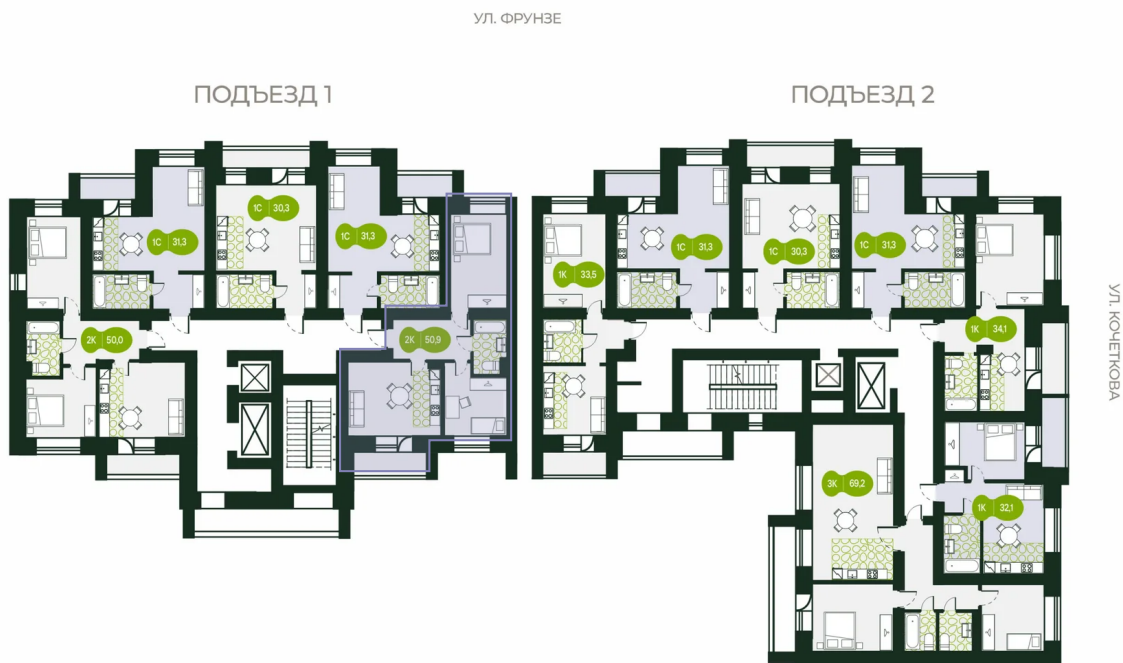 УЛ. ФРУНЗЕ
ПОДЪЕЗД 1
ПОДЪЕЗД 2
1С 30,3
1С 31,3
1С 31,3
2К 50,0
2К 50,9
1С 31,3
1С 30,3
1С 31,3
1К 33,5
1К 34,1
3К 69,2
1К 32,1
УЛ. КОЧЕТКОВА